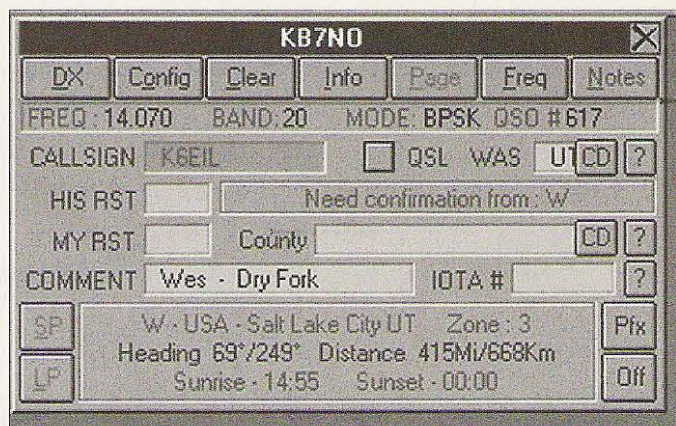 KB7NO
DX Config Clear Info Page Freq Notes
FREQ: 14.070 BAND: 20 MODE: BPSK QSO # 617
CALLSIGN K6EIL QSL WAS UT CD ?
HIS RST Need confirmation from : W
MY RST County CD ?
COMMENT Wes - Dry Fork IOTA # ?
SP W - USA - Salt Lake City UT Zone : 3 Pfx
Heading 69°/249° Distance 415Mi/668Km
LP Sunrise - 14:55 Sunset - 00:00 Off